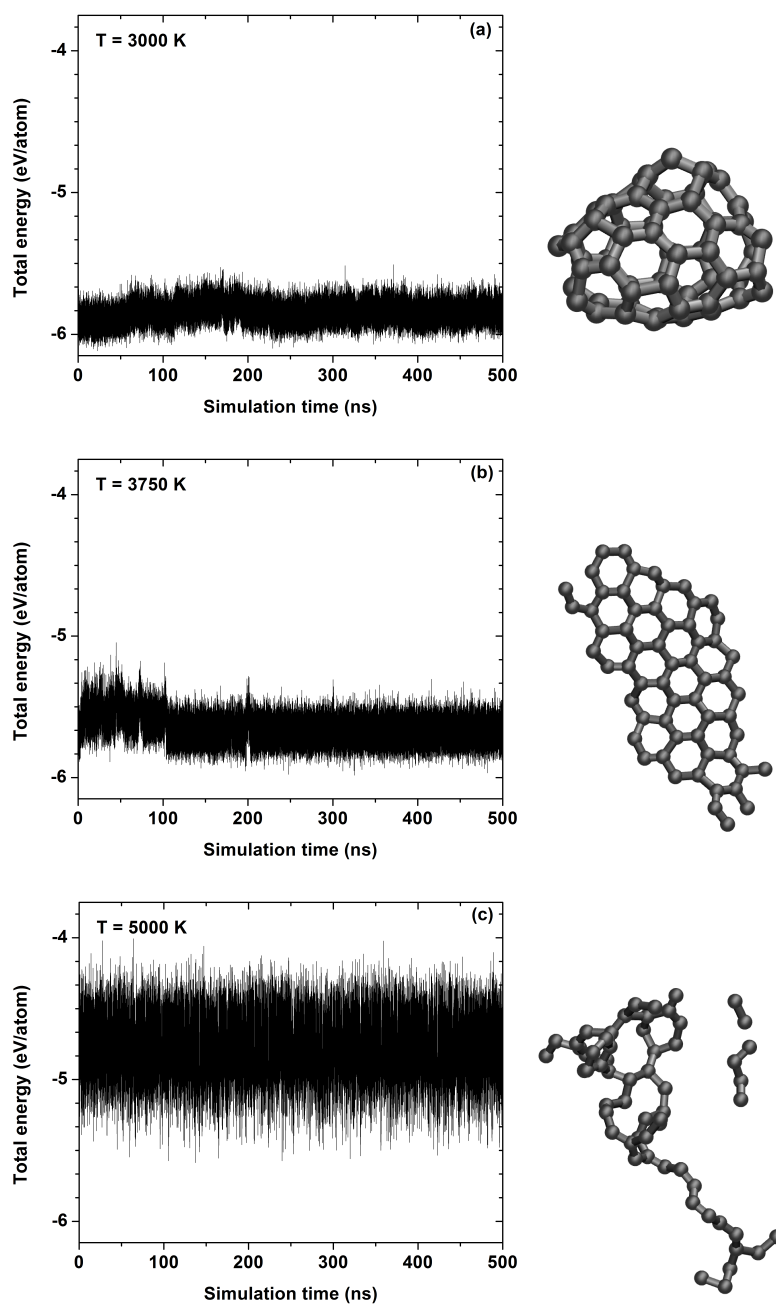 T = 3000 K
(a)
-4
-5
-6
Total energy (eV/atom)
0 100 200 300 400 500
Simulation time (ns)
T = 3750 K
(b)
-4
-5
-6
Total energy (eV/atom)
0 100 200 300 400 500
Simulation time (ns)
T = 5000 K
(c)
-4
-5
-6
Total energy (eV/atom)
0 100 200 300 400 500
Simulation time (ns)